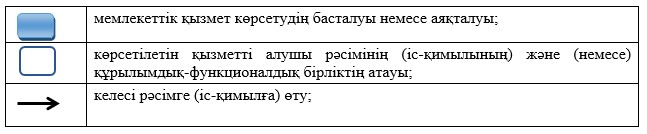 мемлекеттік қызмет көрсетудің басталуы немесе аяқталуы;
көрсетілетін қызметті алушы рәсімінің (іс-қимылының) және (немесе)
құрылымдық-функционалдық бірліктің атауы;
келесі рәсімге (іс-қимылға) өту;